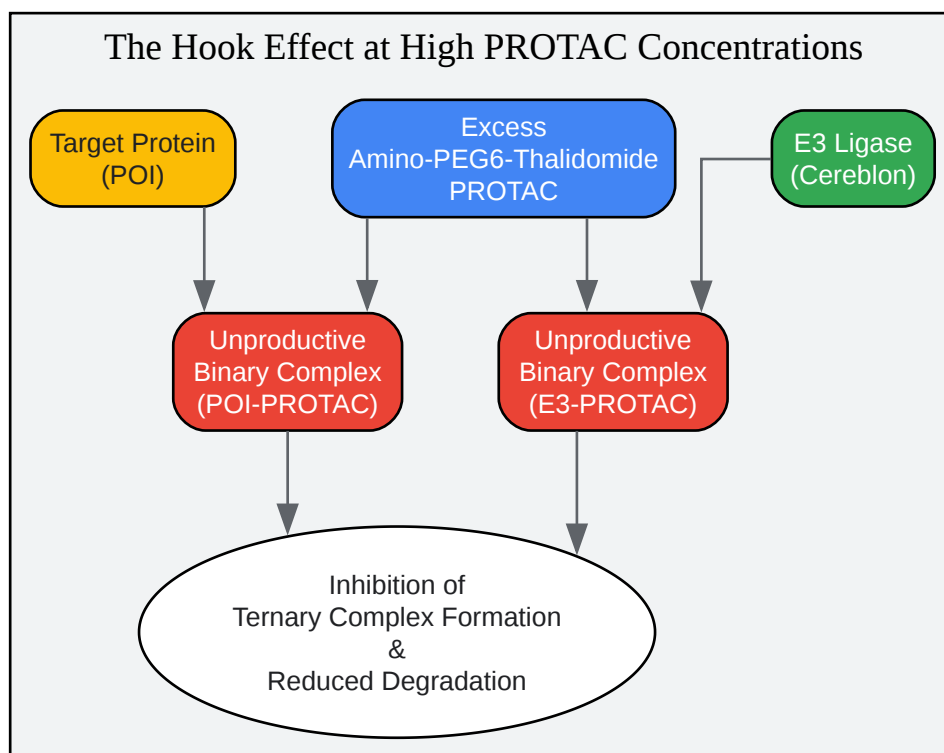 The Hook Effect at High PROTAC Concentrations
Target Protein
(POI)
Excess
Amino-PEG6-Thalidomide
PROTAC
E3 Ligase
(Cereblon)
Unproductive
Binary Complex
(POI-PROTAC)
Unproductive
Binary Complex
(E3-PROTAC)
Inhibition of
Ternary Complex Formation
&
Reduced Degradation